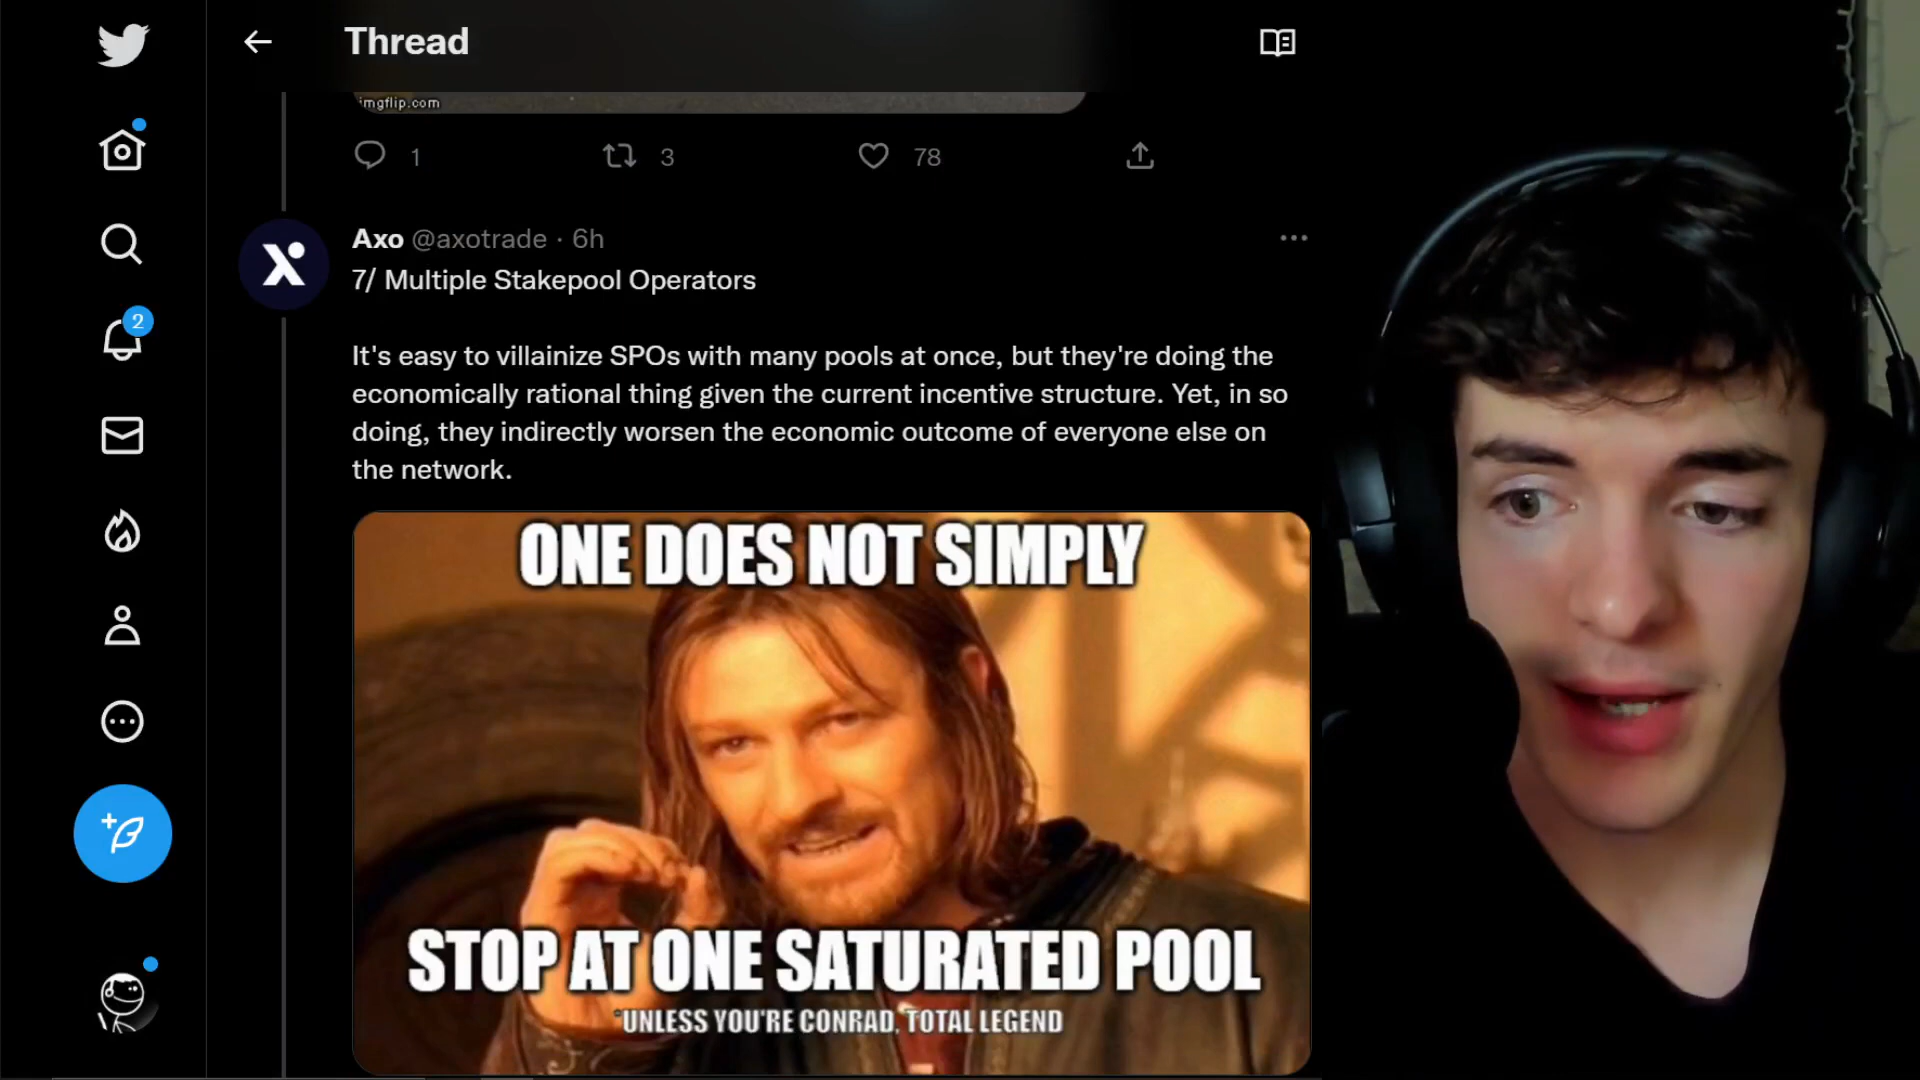 Thread
imgflip.com
1 3 78
Axo @axotrade · 6h
7/ Multiple Stakepool Operators
2
It's easy to villainize SPOs with many pools at once, but they're doing the
economically rational thing given the current incentive structure. Yet, in so
doing, they indirectly worsen the economic outcome of everyone else on
the network.
ONE DOES NOT SIMPLY
STOP AT ONE SATURATED POOL
*UNLESS YOU'RE CONRAD, TOTAL LEGEND